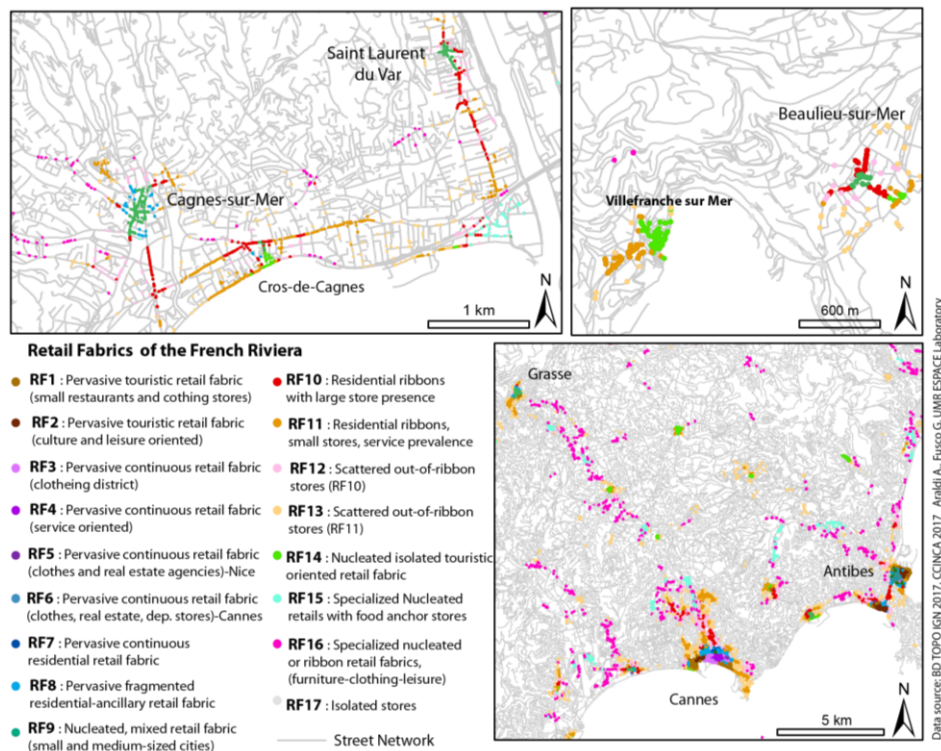 Saint Laurent
du Var
Cagnes-sur-Mer
Cros-de-Cagnes
1 km
N
Beaulieu-sur-Mer
Villefranche sur Mer
600 m
N
Retail Fabrics of the French Riviera
RF1 : Pervasive touristic retail fabric
(small restaurants and cothing stores)
RF2 : Pervasive touristic retail fabric
(culture and leisure oriented)
RF3 : Pervasive continuous retail fabric
(clotheing district)
RF4 : Pervasive continuous retail fabric
(service oriented)
RF5 : Pervasive continuous retail fabric
(clothes and real estate agencies)-Nice
RF6 : Pervasive continuous retail fabric
(clothes, real estate, dep. stores)-Cannes
RF7 : Pervasive continuous
residential retail fabric
RF8 : Pervasive fragmented
residential-ancillary retail fabric
RF9 : Nucleated, mixed retail fabric
(small and medium-sized cities)
RF10 : Residential ribbons
with large store presence
RF11 : Residential ribbons,
small stores, service prevalence
RF12 : Scattered out-of-ribbon
stores (RF10)
RF13 : Scattered out-of-ribbon
stores (RF11)
RF14 : Nucleated isolated touristic
oriented retail fabric
RF15 : Specialized Nucleated
retails with food anchor stores
RF16 : Specialized nucleated
or ribbon retail fabrics,
(furniture-clothing-leisure)
RF17 : Isolated stores
Street Network
Grasse
Antibes
Cannes
5 km
N
Data source: BD TOPO IGN 2017, CCINCA 2017 Araldi A., Fusco G. UMR ESPACE Laboratory